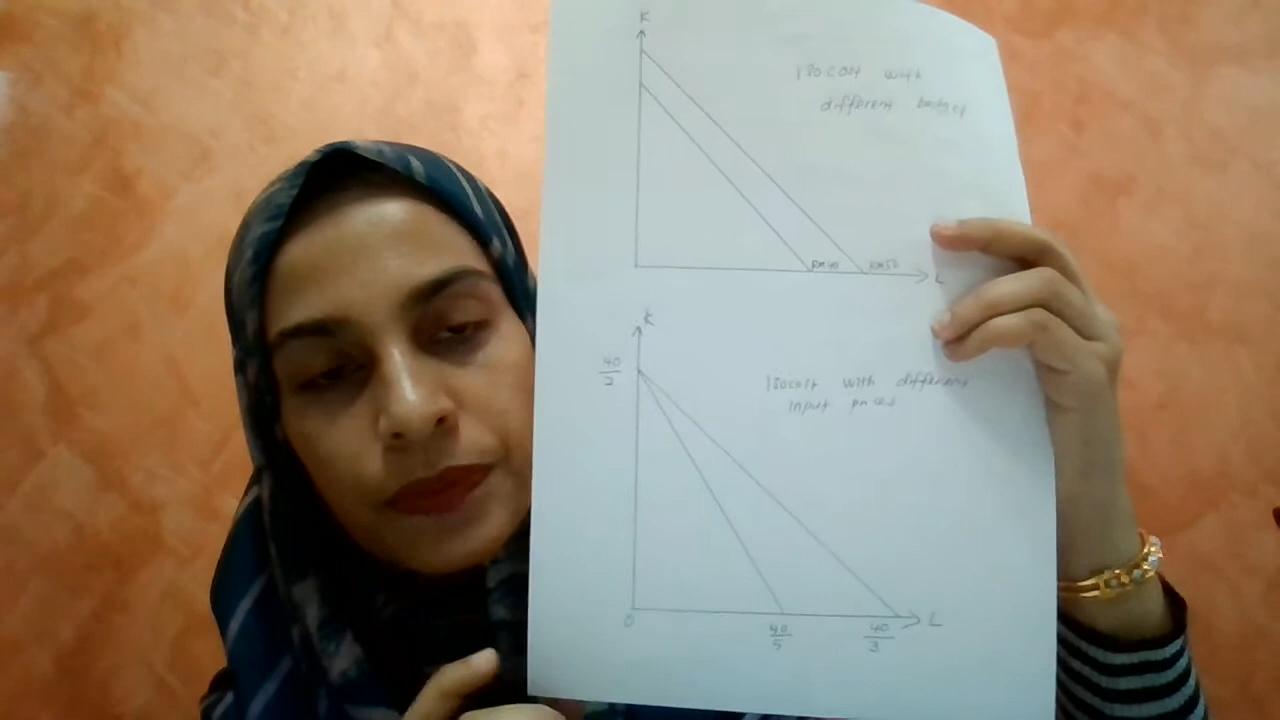 K
Isocost with
different budget
RM40 RM50 L
K
40
2
Isocost with different
input prices
0 L
40 40
5 3